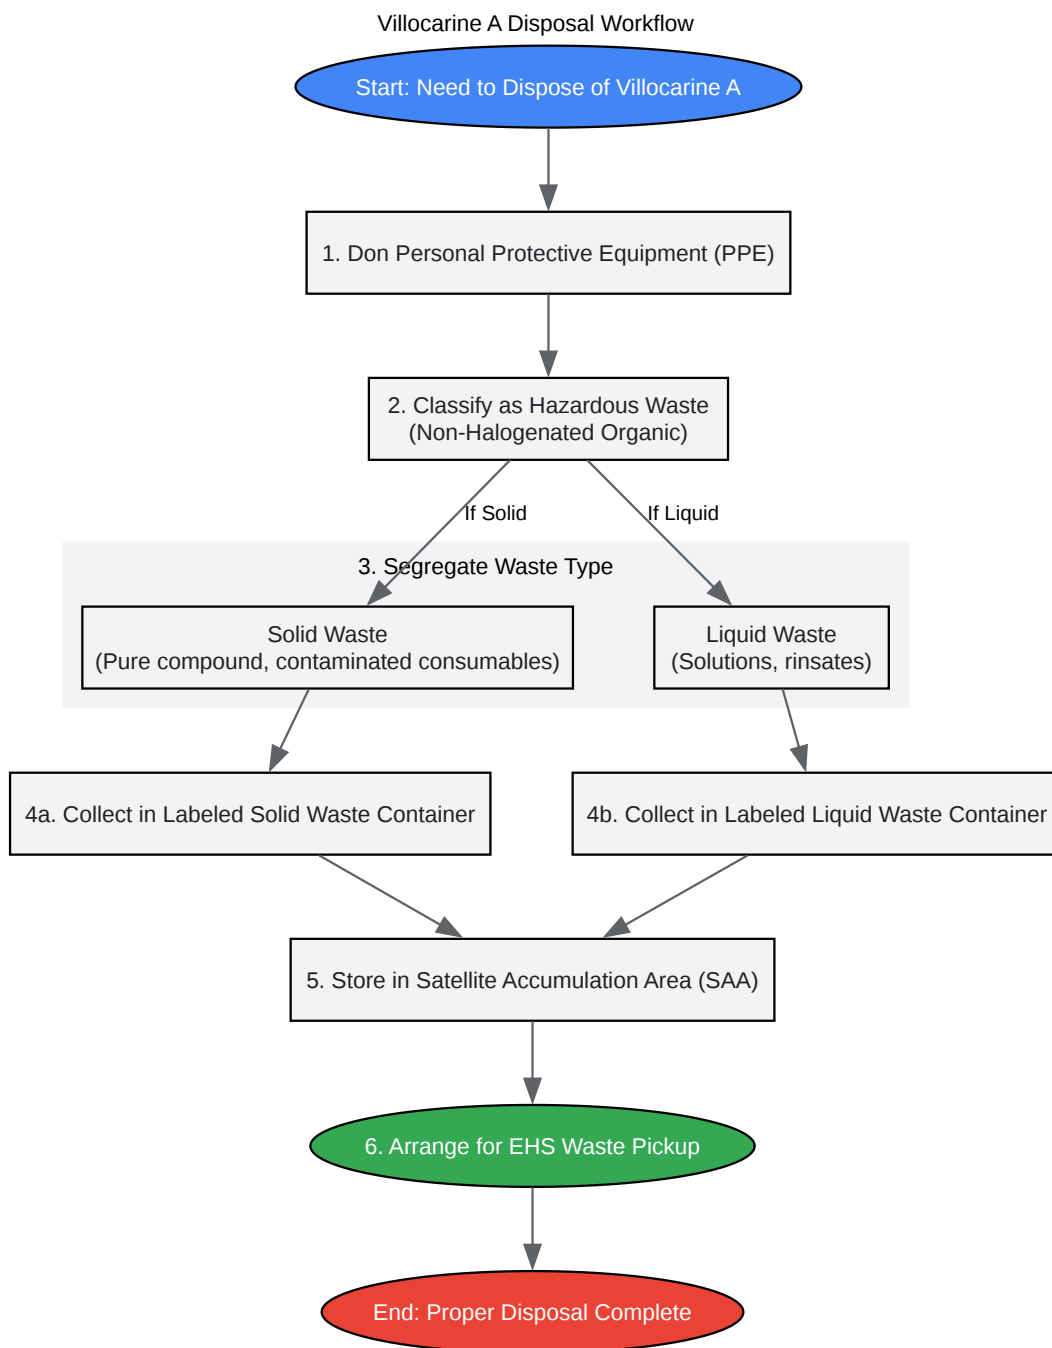 Villocarine A Disposal Workflow
Start: Need to Dispose of Villocarine A
1. Don Personal Protective Equipment (PPE)
2. Classify as Hazardous Waste
(Non-Halogenated Organic)
If Solid
If Liquid
3. Segregate Waste Type
Solid Waste
(Pure compound, contaminated consumables)
Liquid Waste
(Solutions, rinsates)
4a. Collect in Labeled Solid Waste Container
4b. Collect in Labeled Liquid Waste Container
5. Store in Satellite Accumulation Area (SAA)
6. Arrange for EHS Waste Pickup
End: Proper Disposal Complete